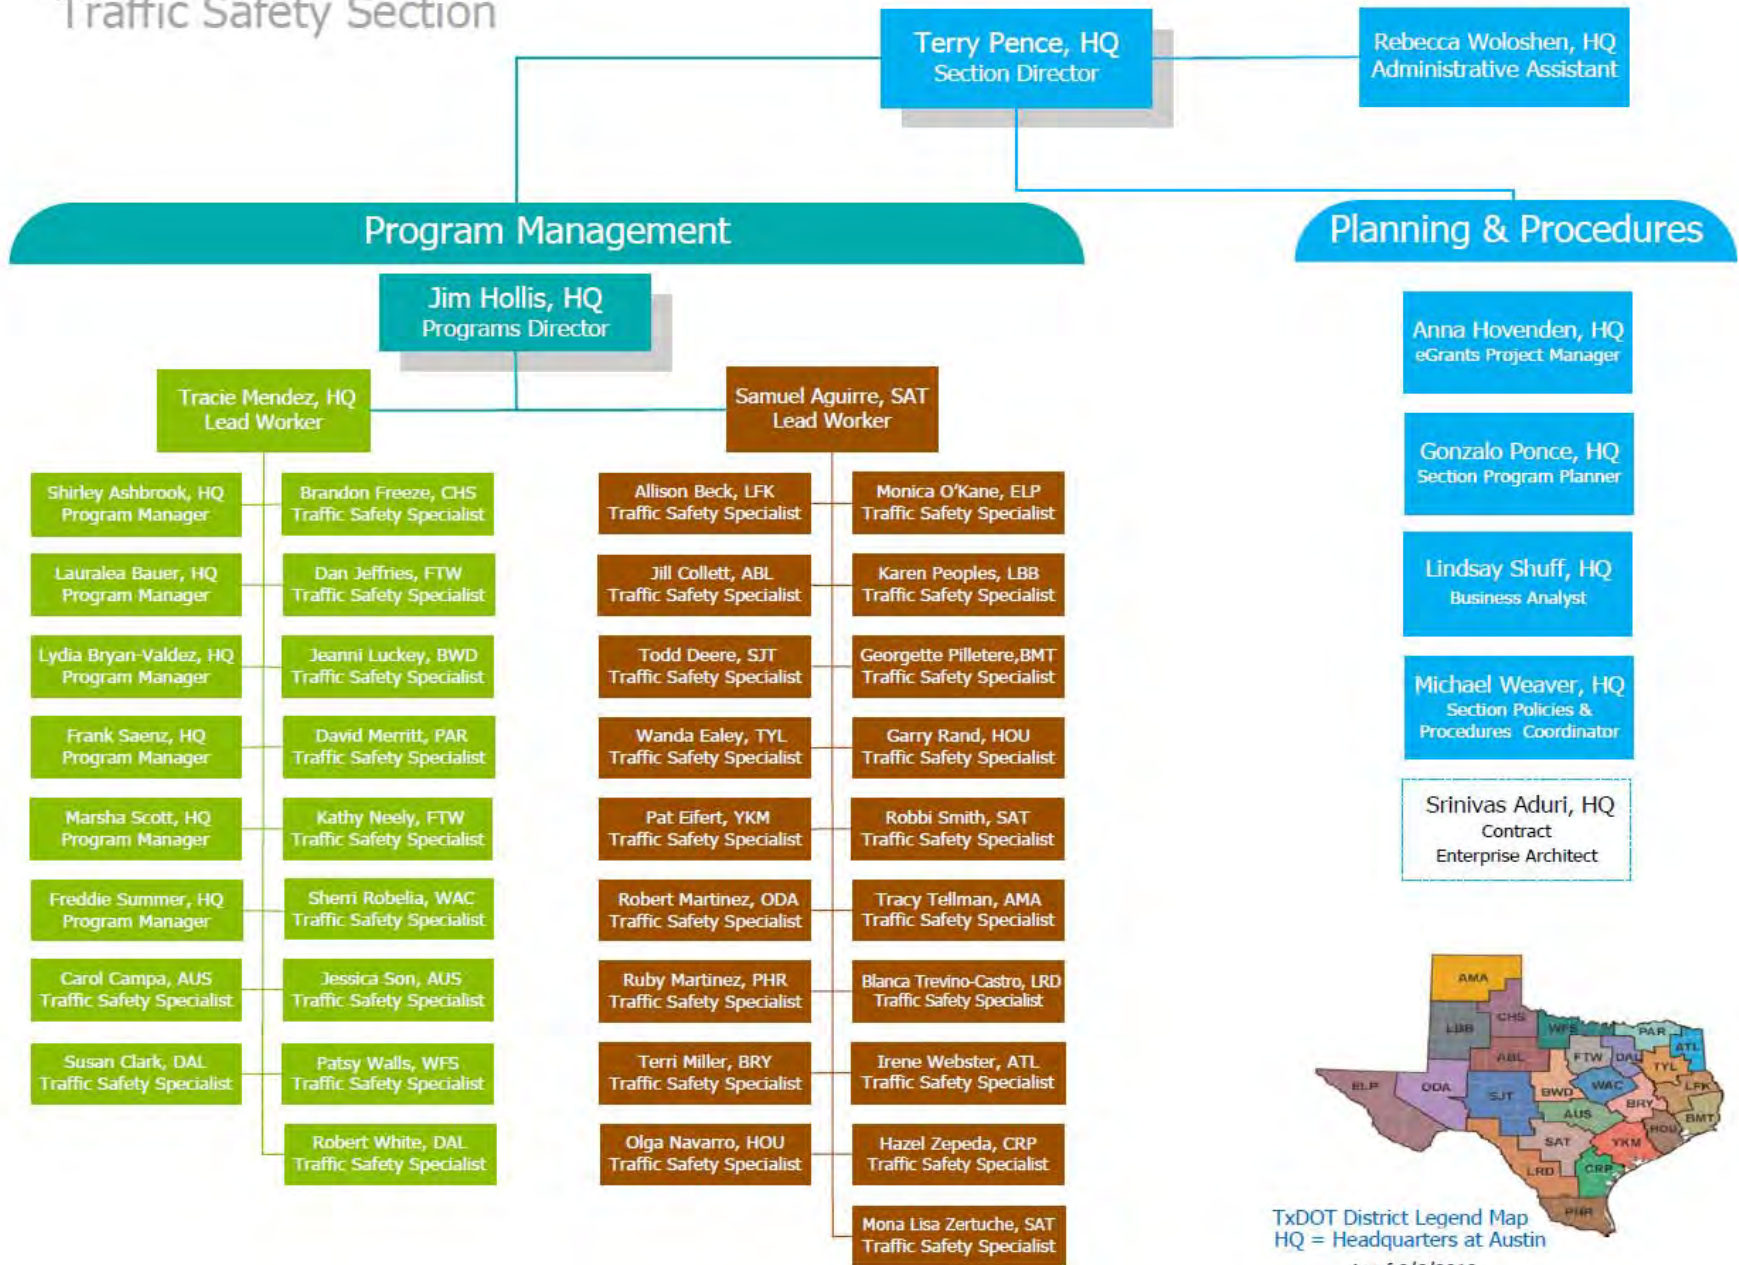 Traffic Safety Section
Terry Pence, HQ
Section Director
Rebecca Woloshen, HQ
Administrative Assistant
Program Management
Planning & Procedures
Jim Hollis, HQ
Programs Director
Tracie Mendez, HQ
Lead Worker
Samuel Aguirre, SAT
Lead Worker
Shirley Ashbrook, HQ
Program Manager
Brandon Freeze, CHS
Traffic Safety Specialist
Lauralea Bauer, HQ
Program Manager
Dan Jeffries, FTW
Traffic Safety Specialist
Lydia Bryan-Valdez, HQ
Program Manager
Jeanni Luckey, BWD
Traffic Safety Specialist
Frank Saenz, HQ
Program Manager
David Merritt, PAR
Traffic Safety Specialist
Marsha Scott, HQ
Program Manager
Kathy Neely, FTW
Traffic Safety Specialist
Freddie Summer, HQ
Program Manager
Sherri Robelia, WAC
Traffic Safety Specialist
Carol Campa, AUS
Traffic Safety Specialist
Jessica Son, AUS
Traffic Safety Specialist
Susan Clark, DAL
Traffic Safety Specialist
Patsy Walls, WFS
Traffic Safety Specialist
Robert White, DAL
Traffic Safety Specialist
Allison Beck, LFK
Traffic Safety Specialist
Monica O'Kane, ELP
Traffic Safety Specialist
Jill Collett, ABL
Traffic Safety Specialist
Karen Peoples, LBB
Traffic Safety Specialist
Todd Deere, SJT
Traffic Safety Specialist
Georgette Pilletere,BMT
Traffic Safety Specialist
Wanda Ealey, TYL
Traffic Safety Specialist
Garry Rand, HOU
Traffic Safety Specialist
Pat Eifert, YKM
Traffic Safety Specialist
Robbi Smith, SAT
Traffic Safety Specialist
Robert Martinez, ODA
Traffic Safety Specialist
Tracy Tellman, AMA
Traffic Safety Specialist
Ruby Martinez, PHR
Traffic Safety Specialist
Blanca Trevino-Castro, LRD
Traffic Safety Specialist
Terri Miller, BRY
Traffic Safety Specialist
Irene Webster, ATL
Traffic Safety Specialist
Olga Navarro, HOU
Traffic Safety Specialist
Hazel Zepeda, CRP
Traffic Safety Specialist
Mona Lisa Zertuche, SAT
Traffic Safety Specialist
Anna Hovenden, HQ
eGrants Project Manager
Gonzalo Ponce, HQ
Section Program Planner
Lindsay Shuff, HQ
Business Analyst
Michael Weaver, HQ
Section Policies &
Procedures Coordinator
Srinivas Aduri, HQ
Contract
Enterprise Architect
AMA
LBB
CHS
WFS
PAR
ATL
ABL
FTW
DAL
TYL
ELP
ODA
SJT
BWD
WAC
LFK
BRY
AUS
BMT
HOU
SAT
YKM
LRD
CRP
PHR
TxDOT District Legend Map
HQ = Headquarters at Austin